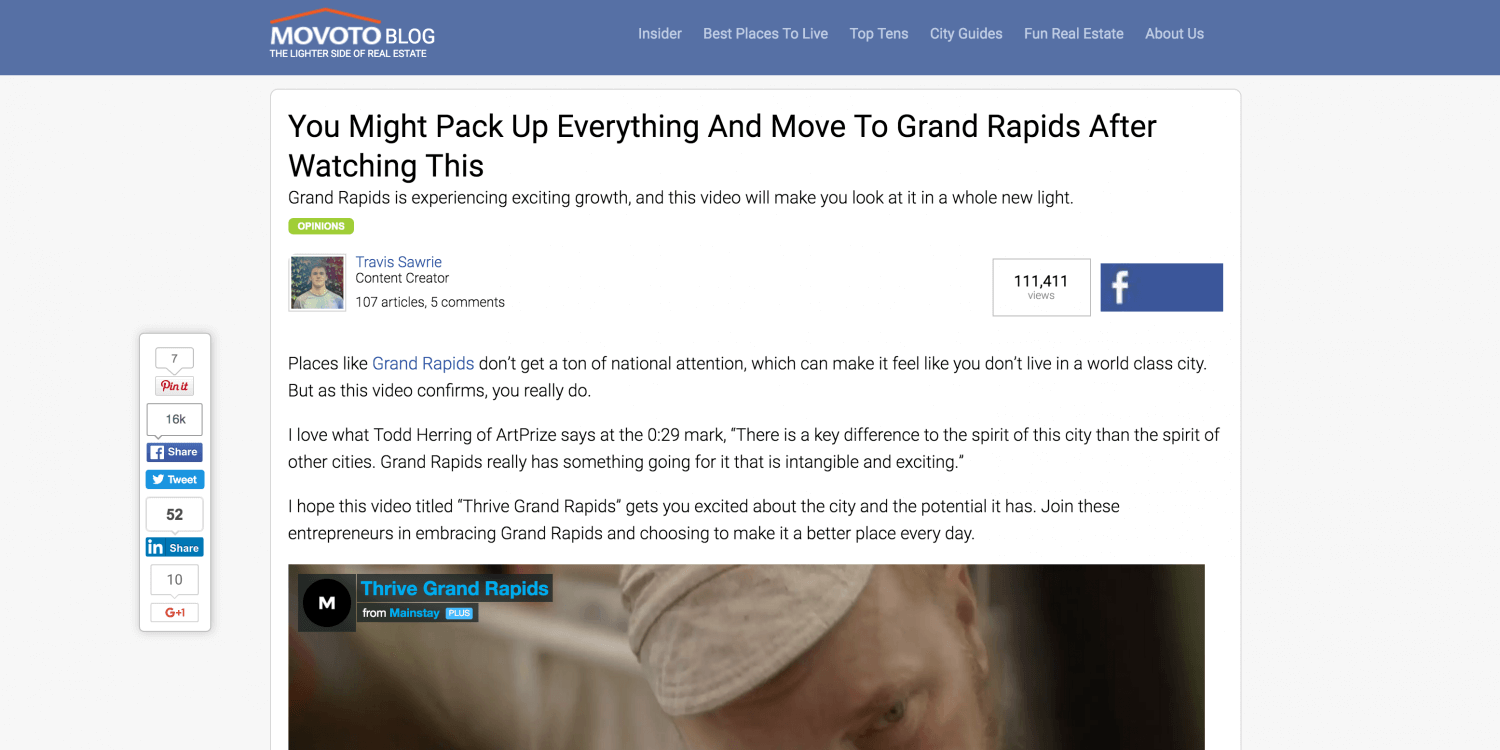 MOVOTO BLOG
THE LIGHTER SIDE OF REAL ESTATE
Insider Best Places To Live Top Tens City Guides Fun Real Estate About Us
You Might Pack Up Everything And Move To Grand Rapids After
Watching This
Grand Rapids is experiencing exciting growth, and this video will make you look at it in a whole new light.
OPINIONS
Travis Sawrie
Content Creator
107 articles, 5 comments
111,411
views
f
7
Pin it
16k
f Share
Tweet
52
in Share
10
G+1
Places like Grand Rapids don’t get a ton of national attention, which can make it feel like you don’t live in a world class city.
But as this video confirms, you really do.
I love what Todd Herring of ArtPrize says at the 0:29 mark, “There is a key difference to the spirit of this city than the spirit of
other cities. Grand Rapids really has something going for it that is intangible and exciting.”
I hope this video titled “Thrive Grand Rapids” gets you excited about the city and the potential it has. Join these
entrepreneurs in embracing Grand Rapids and choosing to make it a better place every day.
M
Thrive Grand Rapids
from Mainstay PLUS